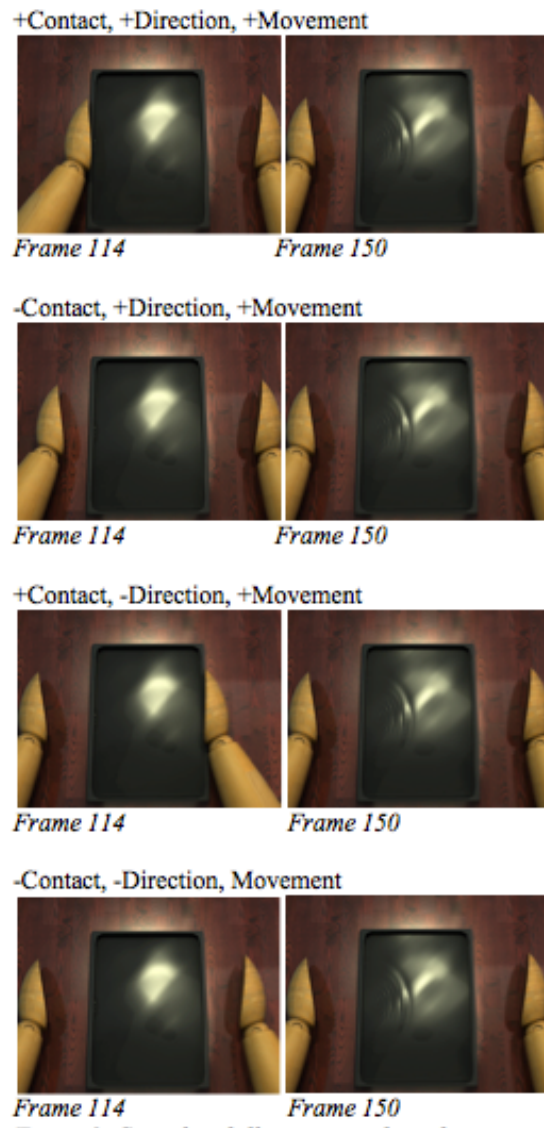 +Contact, +Direction, +Movement
Frame 114 Frame 150
-Contact, +Direction, +Movement
Frame 114 Frame 150
+Contact, -Direction, +Movement
Frame 114 Frame 150
-Contact, -Direction, Movement
Frame 114 Frame 150